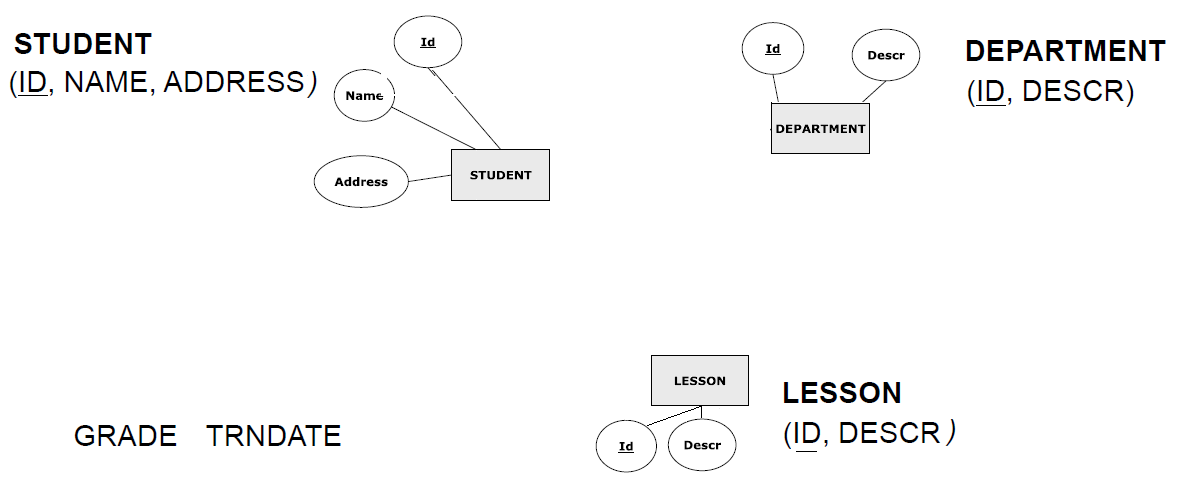 STUDENT
(ID, NAME, ADDRESS)
Id
Name
Address
STUDENT
Id
Descr
DEPARTMENT
DEPARTMENT
(ID, DESCR)
LESSON
Id
Descr
LESSON
(ID, DESCR)
GRADE TRNDATE